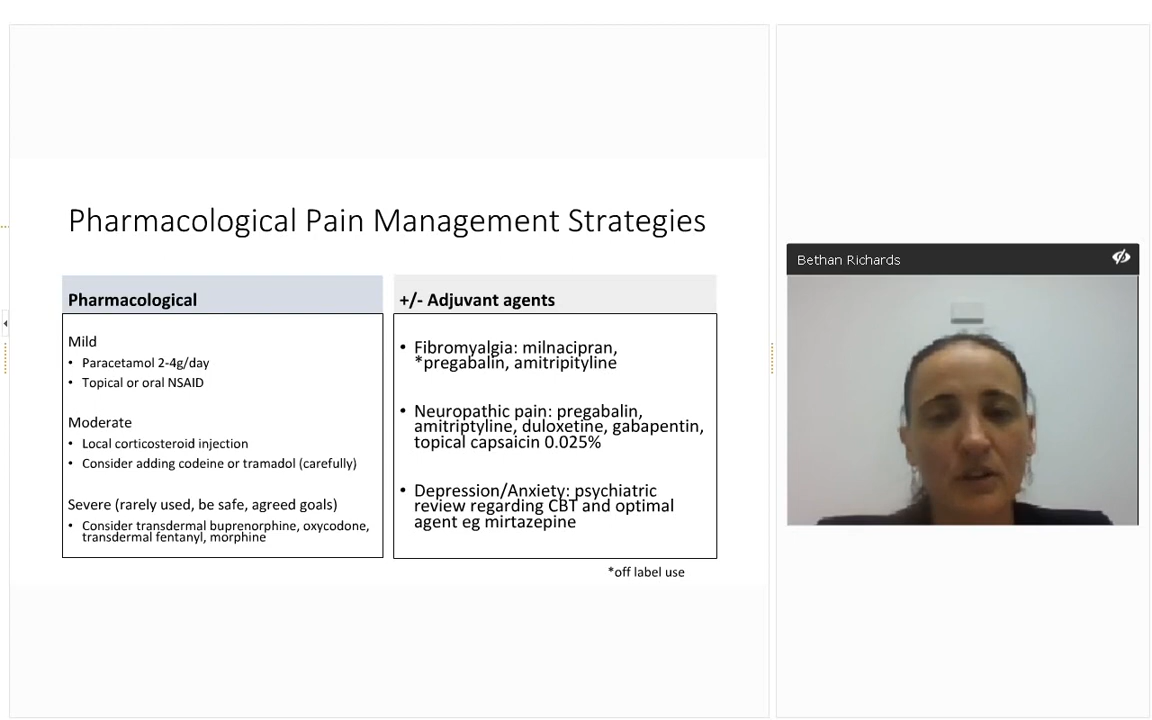 Pharmacological Pain Management Strategies
Pharmacological
Mild
• Paracetamol 2-4g/day
• Topical or oral NSAID
Moderate
• Local corticosteroid injection
• Consider adding codeine or tramadol (carefully)
Severe (rarely used, be safe, agreed goals)
• Consider transdermal buprenorphine, oxycodone,
transdermal fentanyl, morphine
+/- Adjuvant agents
• Fibromyalgia: milnacipran,
*pregabalin, amitripityline
• Neuropathic pain: pregabalin,
amitriptyline, duloxetine, gabapentin,
topical capsaicin 0.025%
• Depression/Anxiety: psychiatric
review regarding CBT and optimal
agent eg mirtazepine
*off label use
Bethan Richards